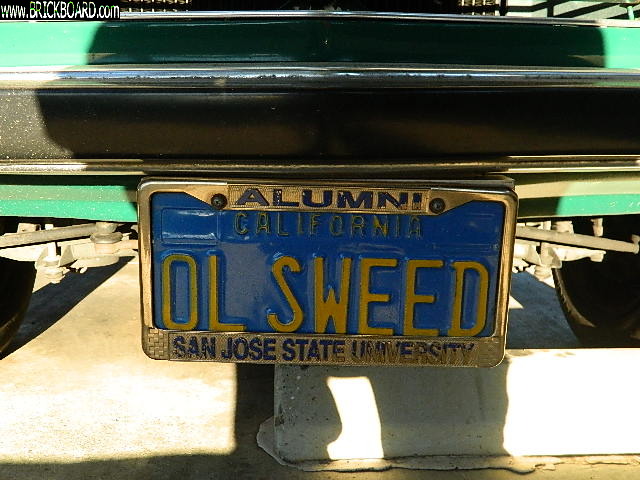 www.BRICKBOARD.com
ALUMNI
CALIFORNIA
OL SWEED
SAN JOSE STATE UNIVERSITY